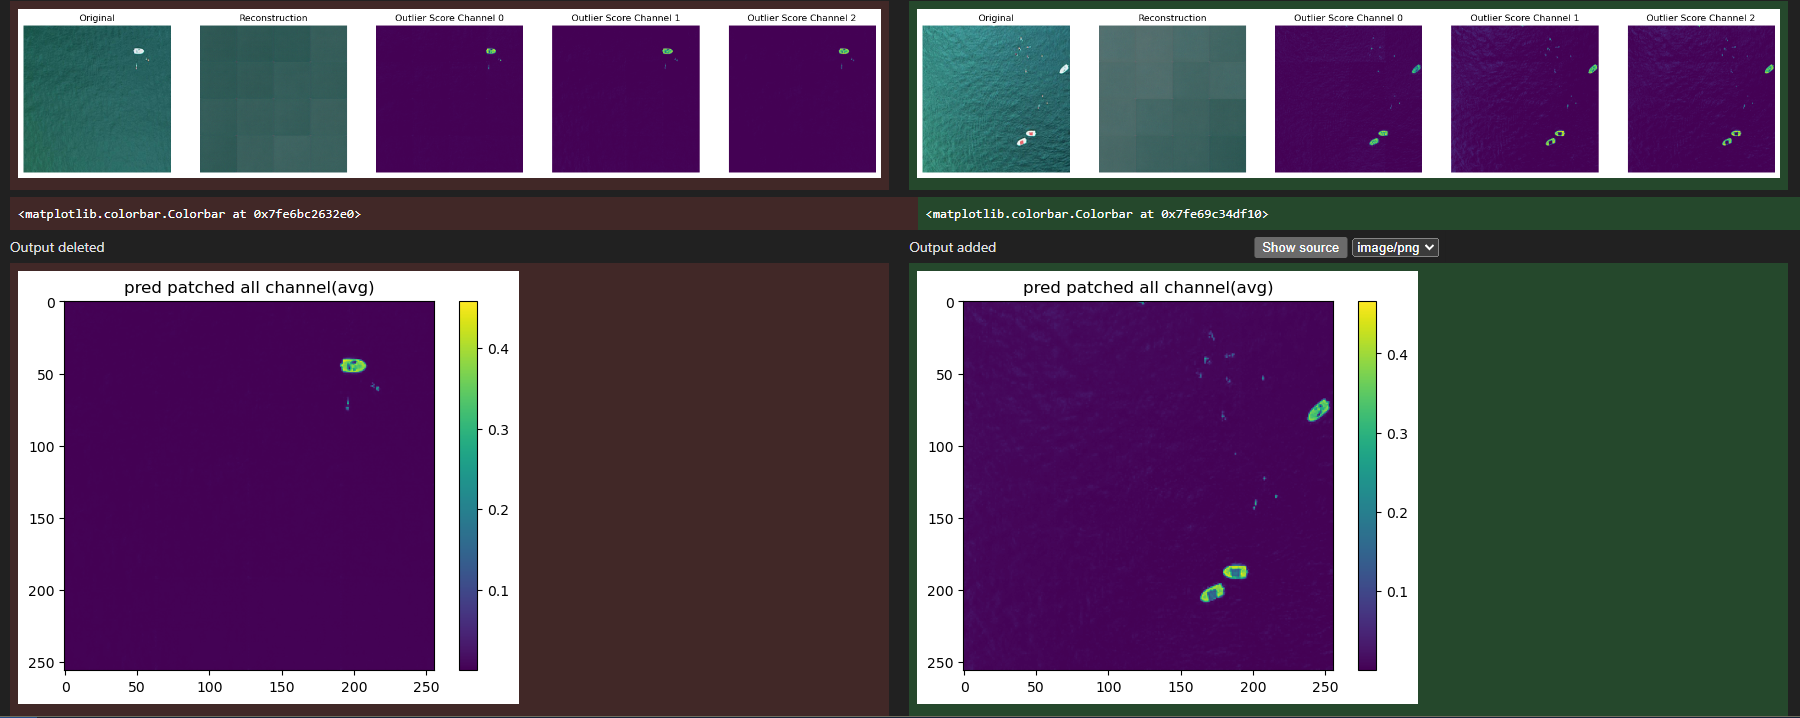 Original Reconstruction Outlier Score Channel 0 Outlier Score Channel 1 Outlier Score Channel 2
Original Reconstruction Outlier Score Channel 0 Outlier Score Channel 1 Outlier Score Channel 2
<matplotlib.colorbar.Colorbar at 0x7fe6bc2632e0>
<matplotlib.colorbar.Colorbar at 0x7fe69c34df10>
Output deleted
Output added
Show source
image/png
pred patched all channel(avg)
0
50
100
150
200
250
0 50 100 150 200 250
0.4
0.3
0.2
0.1
pred patched all channel(avg)
0
50
100
150
200
250
0 50 100 150 200 250
0.4
0.3
0.2
0.1